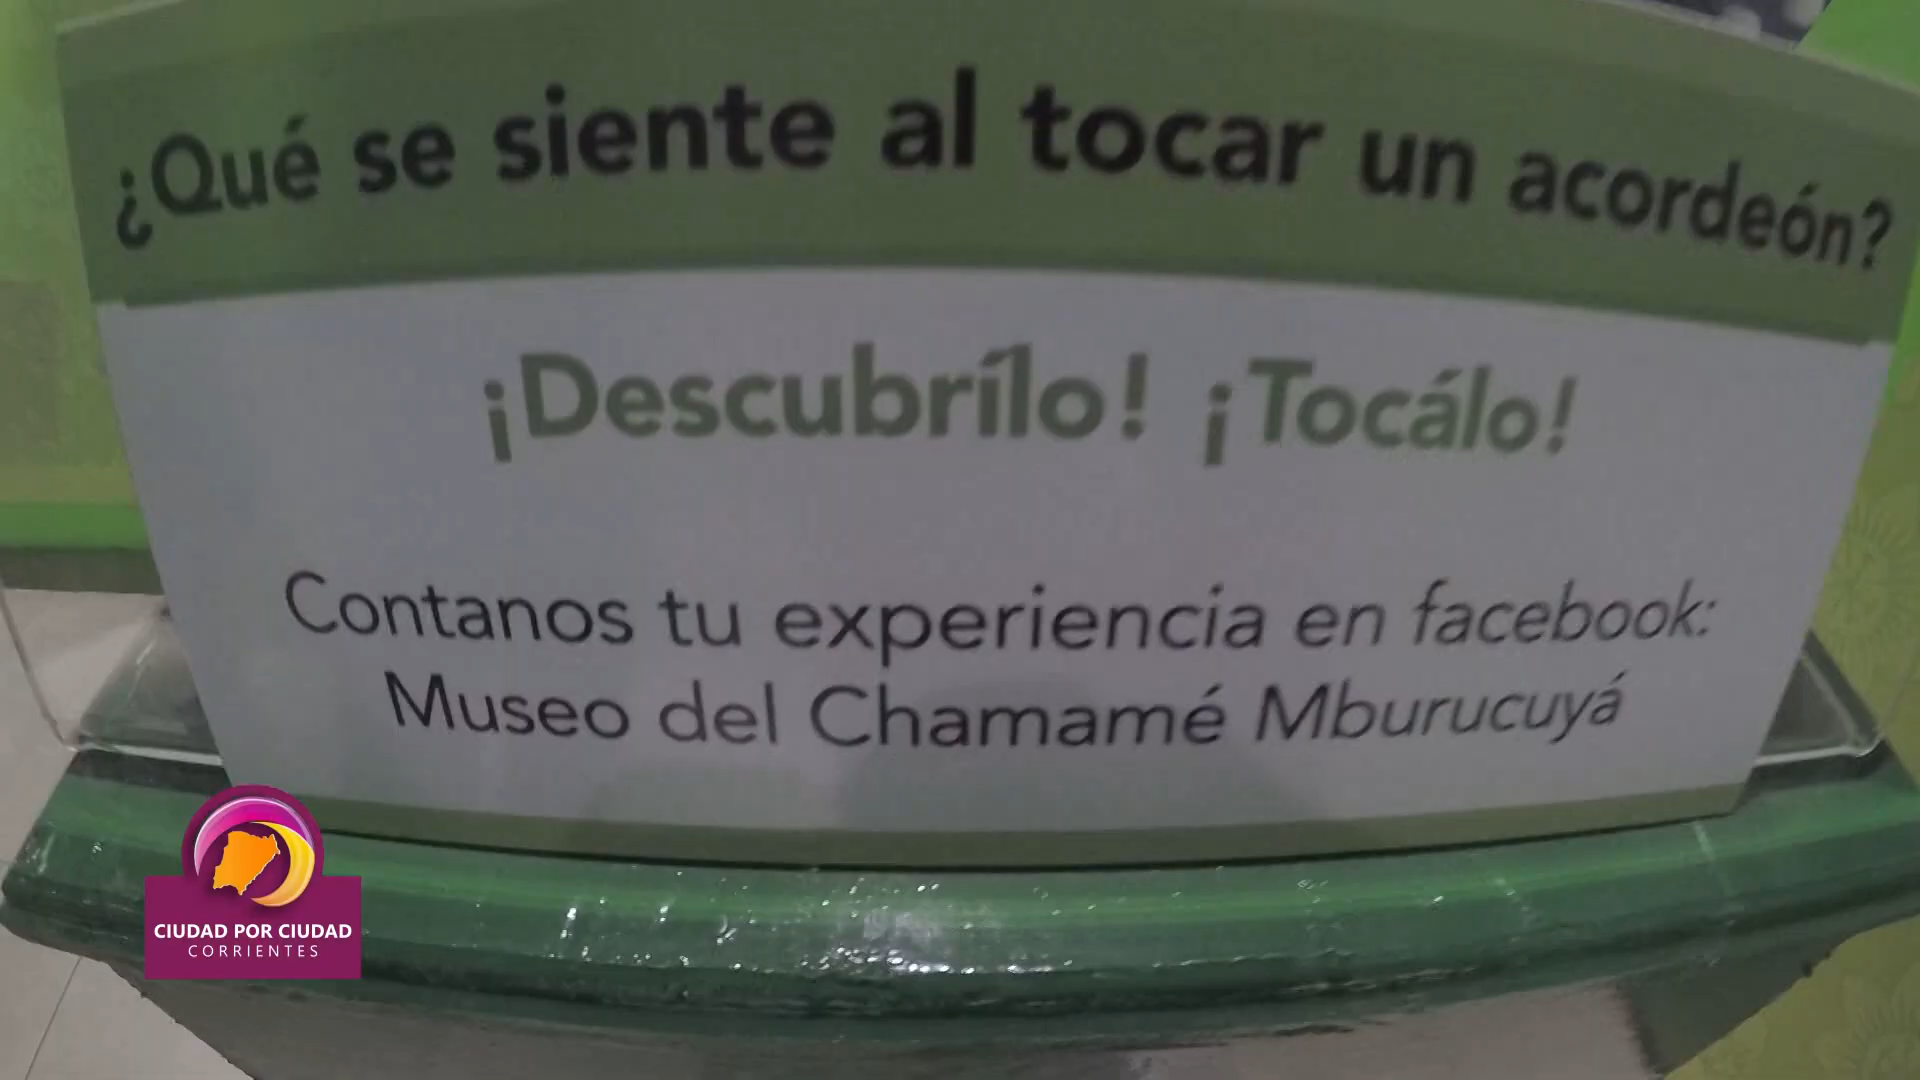 ¿Qué se siente al tocar un acordeón?
¡Descubrílo! ¡Tocálo!
Contanos tu experiencia en facebook:
Museo del Chamamé Mburucuyá
CIUDAD POR CIUDAD
CORRIENTES